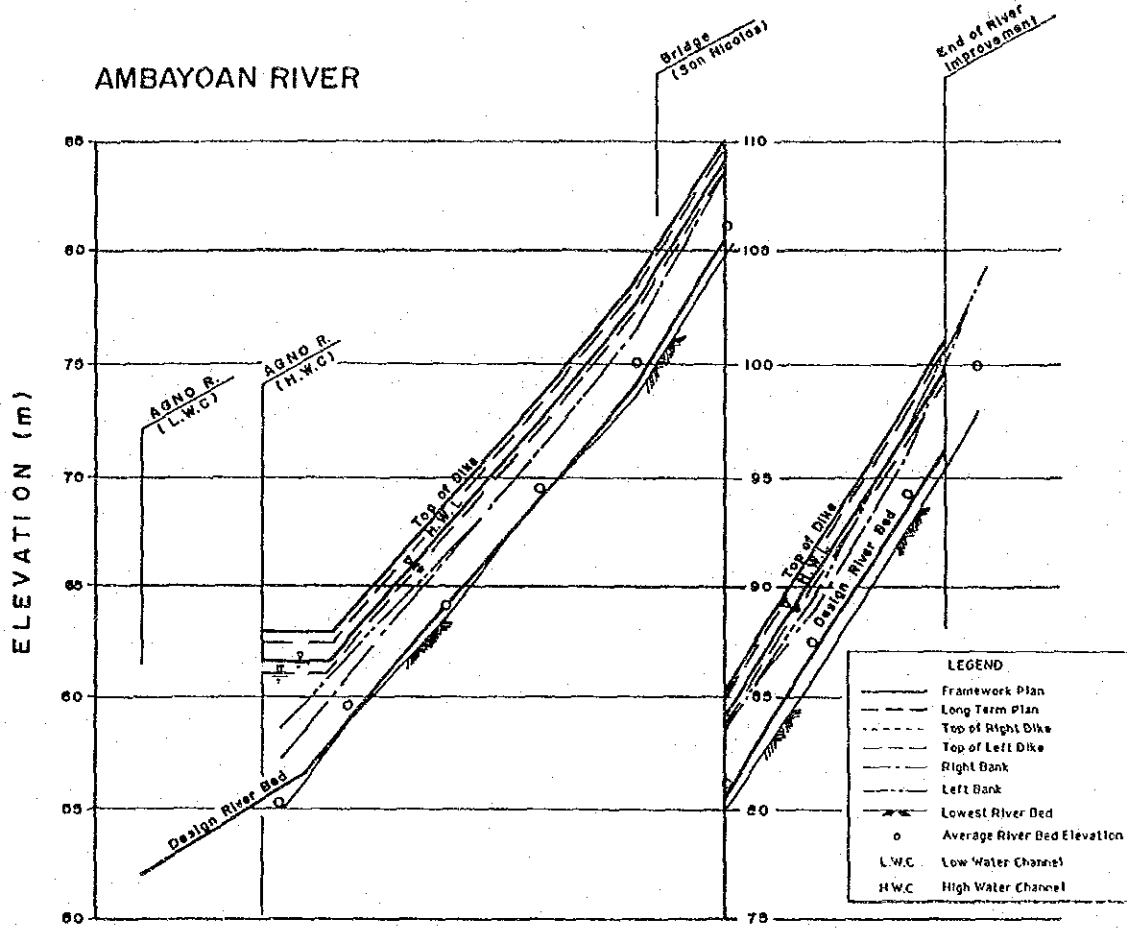 AMBAYOAN RIVER
Bridge
(San Nicolas)
End of River
Improvement
AGNO R.
(L.W.C)
AGNO R.
(H.W.C)
ELEVATION (m)
85
80
75
70
65
60
55
50
110
105
100
95
90
85
80
75
Top of Dike
H.W.L
Design River Bed
Top of Dike
H.W.L
Design River Bed
LEGEND
Framework Plan
Long Term Plan
Top of Right Dike
Top of Left Dike
Right Bank
Left Bank
Lowest River Bed
Average River Bed Elevation
L.W.C Low Water Channel
H.W.C High Water Channel